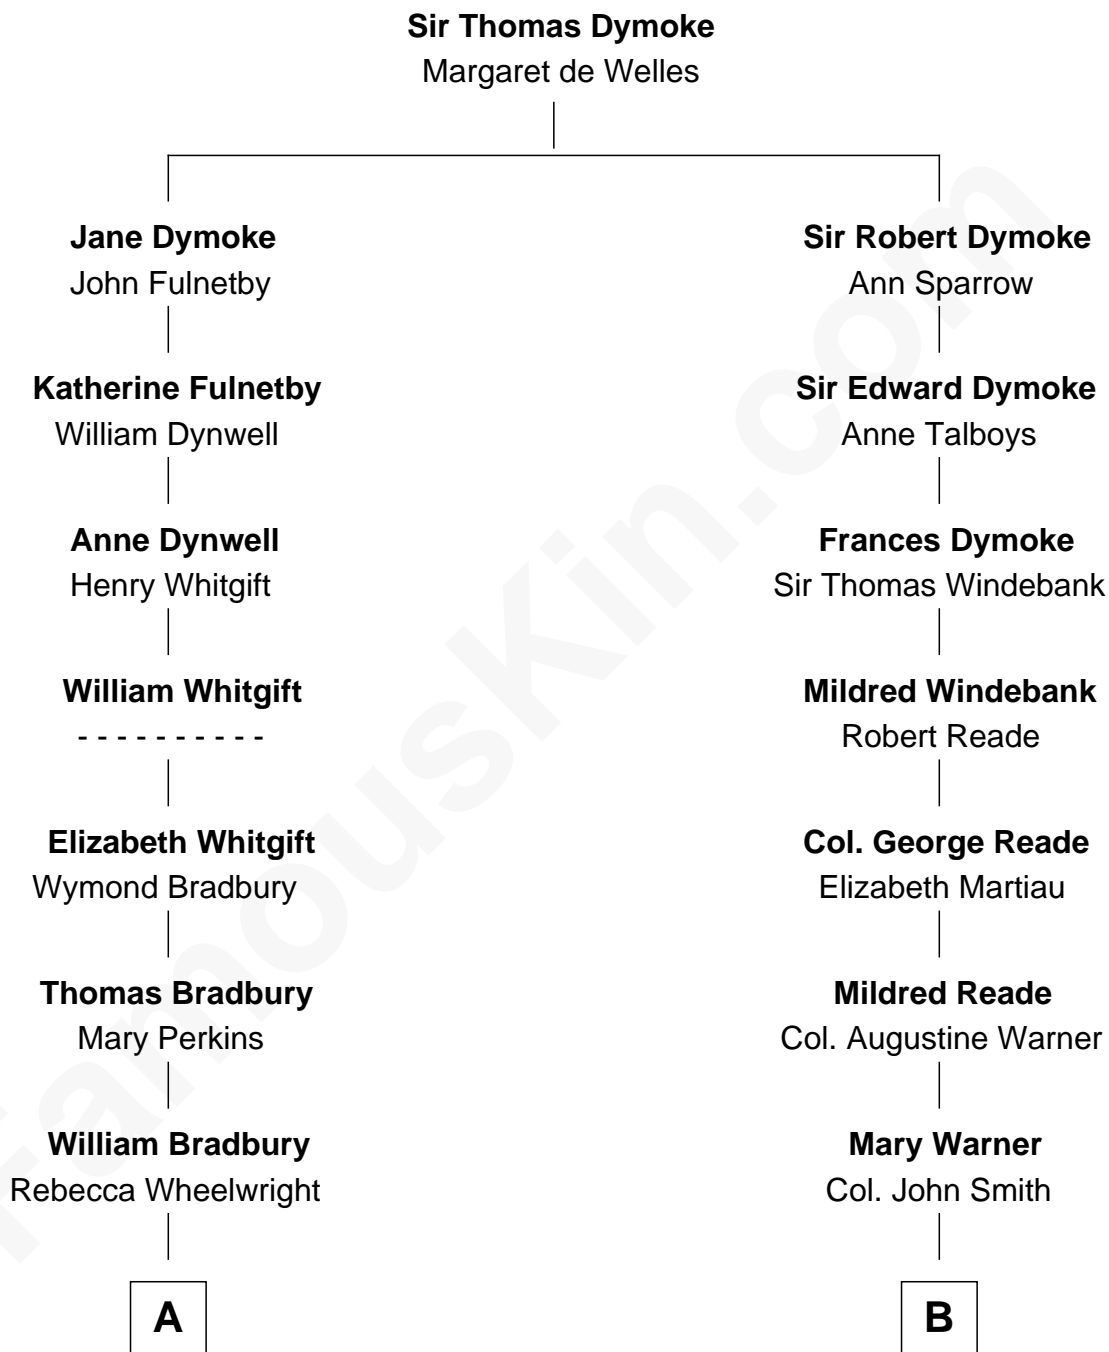 Sir Thomas Dymoke
Margaret de Welles
Jane Dymoke
John Fulnetby
Katherine Fulnetby
William Dynwell
Anne Dynwell
Henry Whitgift
William Whitgift
- - - - - - - - - -
Elizabeth Whitgift
Wymond Bradbury
Thomas Bradbury
Mary Perkins
William Bradbury
Rebecca Wheelwright
A
Sir Robert Dymoke
Ann Sparrow
Sir Edward Dymoke
Anne Talboys
Frances Dymoke
Sir Thomas Windebank
Mildred Windebank
Robert Reade
Col. George Reade
Elizabeth Martiau
Mildred Reade
Col. Augustine Warner
Mary Warner
Col. John Smith
B
FamousKin.com